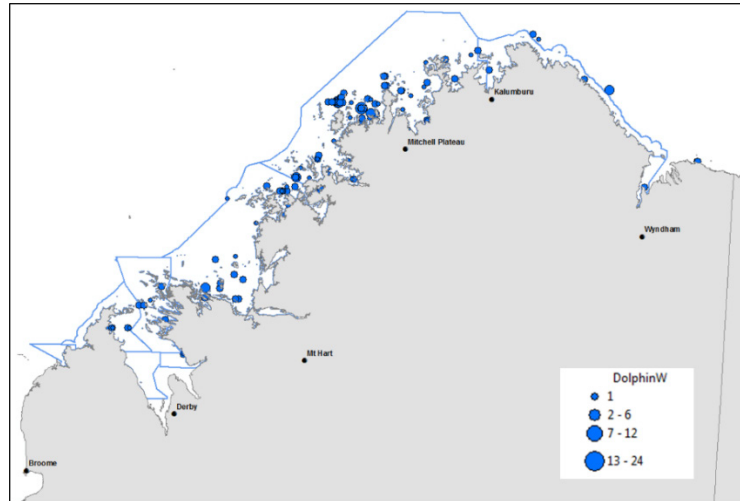 Kalumburu
Mitchell Plateau
Wyndham
Mt Hart
DolphinW
1
2 - 6
7 - 12
13 - 24
Derby
Broome